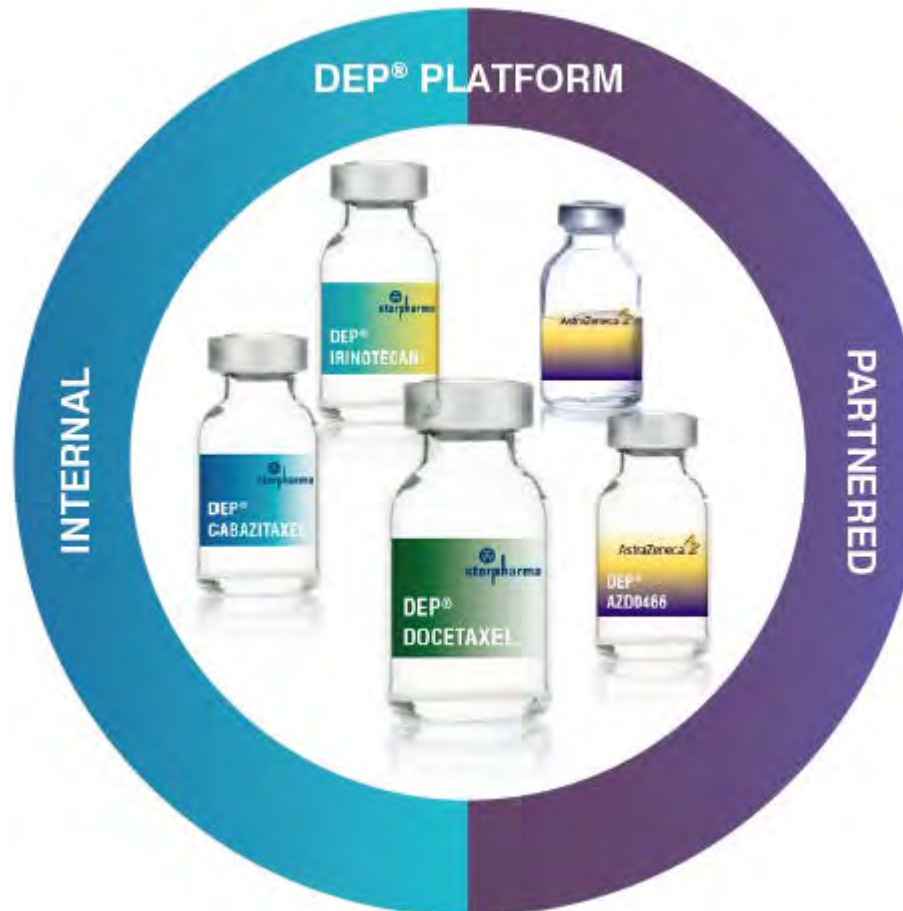 DEP® PLATFORM
INTERNAL
PARTNERED
starpharma
DEP®
IRINOTECAN
AstraZeneca
starpharma
DEP®
CABAZITAXEL
starpharma
DEP®
DOCETAXEL
AstraZeneca
DEP®
AZD0466